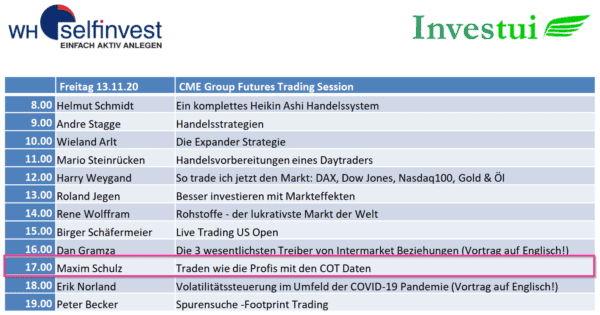 WH selfinvest
EINFACH AKTIV ANLEGEN
Investui
Freitag 13.11.20 CME Group Futures Trading Session
8.00 Helmut Schmidt Ein komplettes Heikin Ashi Handelssystem
9.00 Andre Stagge Handelsstrategien
10.00 Wieland Arlt Die Expander Strategie
11.00 Mario Steinrücken Handelsvorbereitungen eines Daytraders
12.00 Harry Weygand So trade ich jetzt den Markt: DAX, Dow Jones, Nasdaq100, Gold & Öl
13.00 Roland Jegen Besser investieren mit Markteffekten
14.00 Rene Wolffram Rohstoffe - der lukrativste Markt der Welt
15.00 Birger Schäfermeier Live Trading US Open
16.00 Dan Gramza Die 3 wesentlichsten Treiber von Intermarket Beziehungen (Vortrag auf Englisch!)
17.00 Maxim Schulz Traden wie die Profis mit den COT Daten
18.00 Erik Norland Volatilitätssteuerung im Umfeld der COVID-19 Pandemie (Vortrag auf Englisch!)
19.00 Peter Becker Spurensuche -Footprint Trading